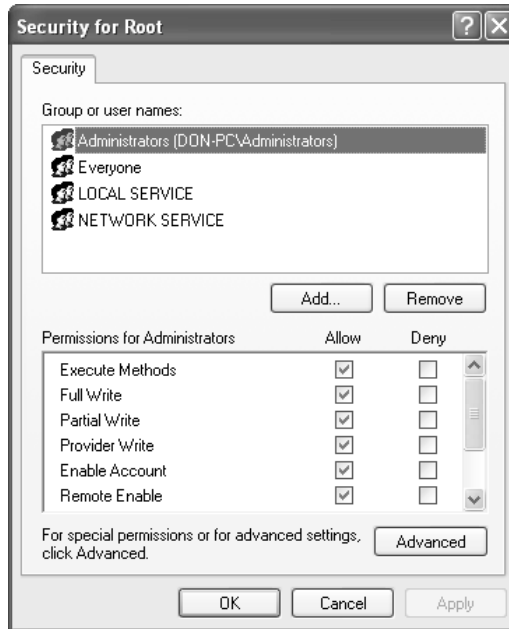 Security for Root
Security
Group or user names:
Administrators (DON-PC\Administrators)
Everyone
LOCAL SERVICE
NETWORK SERVICE
Add... Remove
Permissions for Administrators Allow Deny
Execute Methods
Full Write
Partial Write
Provider Write
Enable Account
Remote Enable
For special permissions or for advanced settings,
click Advanced.
Advanced
OK Cancel Apply